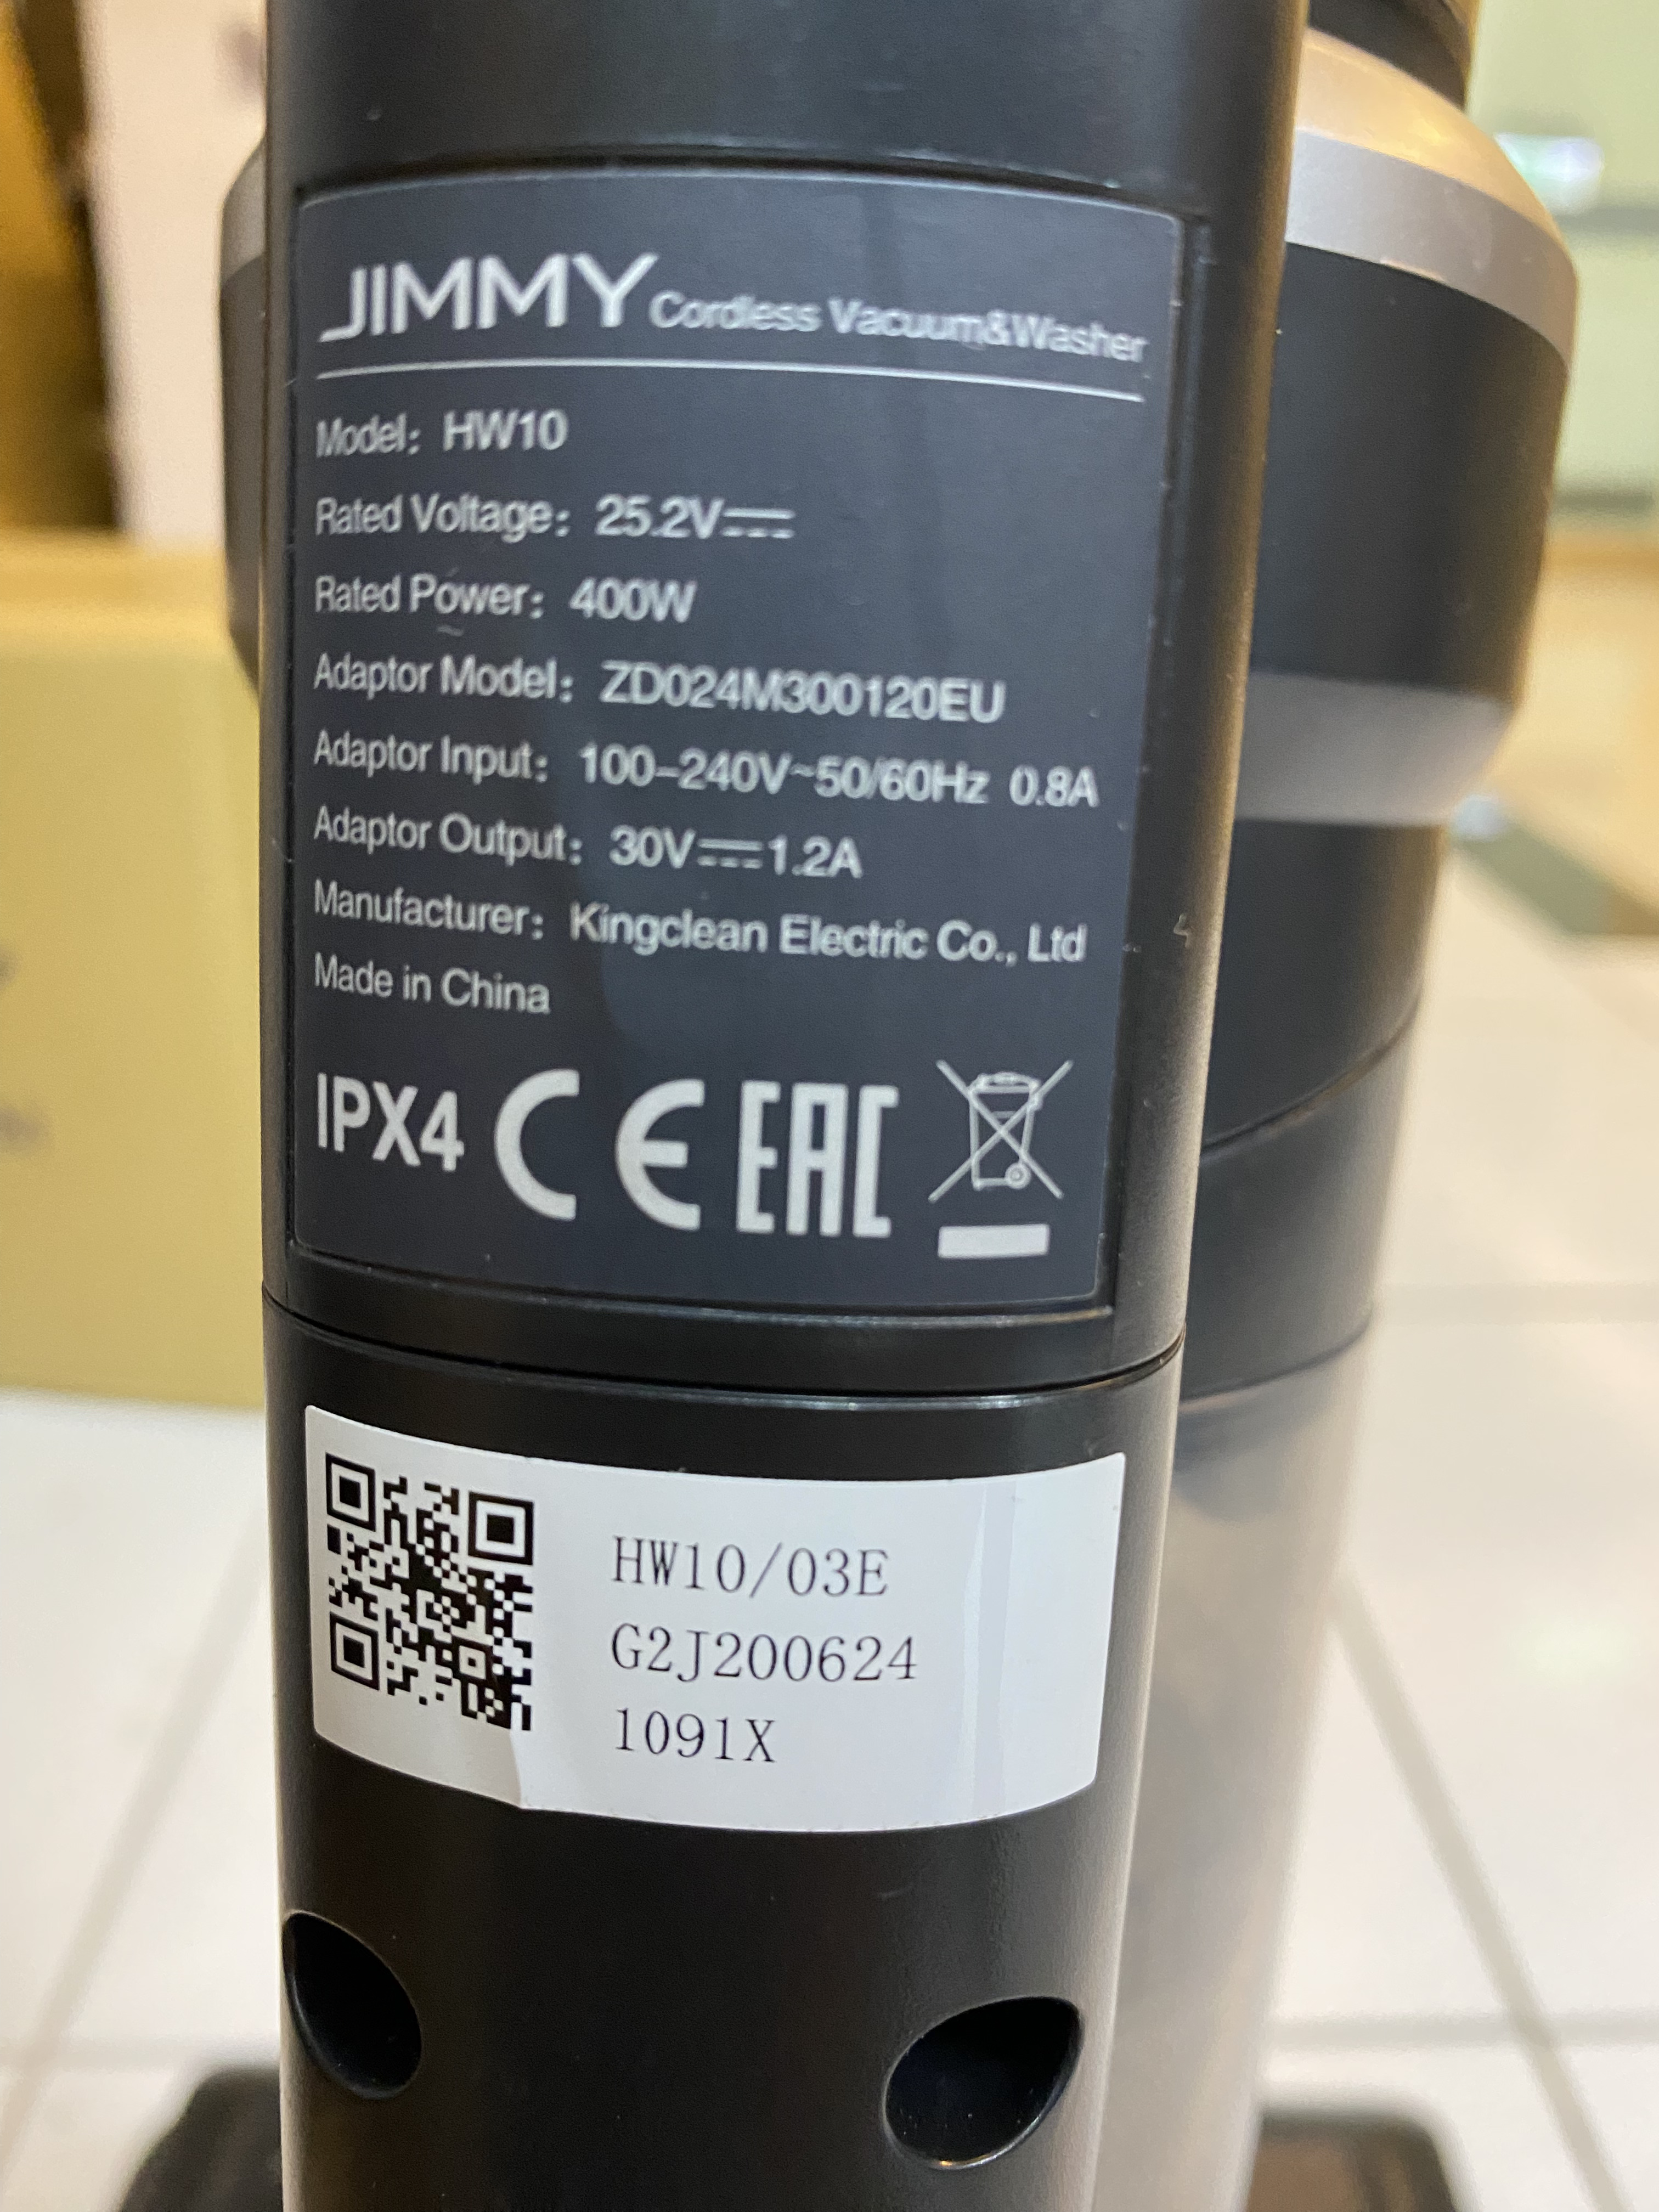 JIMMY Cordless Vacuum&Washer
Model: HW10
Rated Voltage: 25.2V⎓
Rated Power: 400W
Adaptor Model: ZD024M300120EU
Adaptor Input: 100-240V~50/60Hz 0.8A
Adaptor Output: 30V⎓1.2A
Manufacturer: Kingclean Electric Co., Ltd
Made in China
IPX4 CE EAC
HW10/03E
G2J200624
1091X